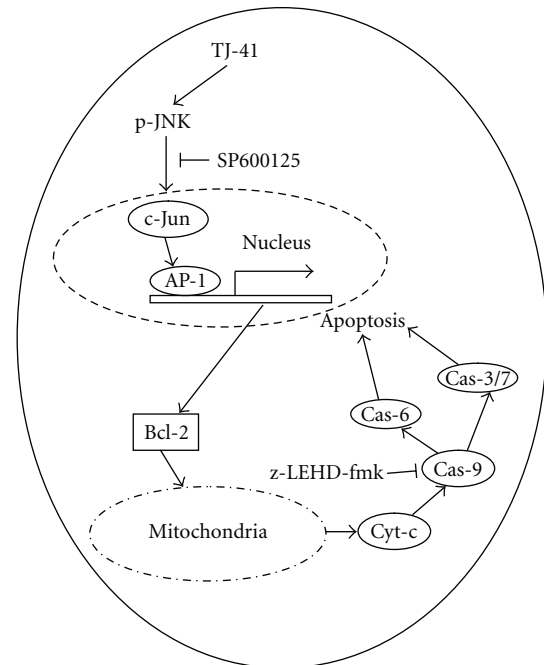 TJ-41
p-JNK
SP600125
c-Jun
Nucleus
AP-1
Apoptosis
Cas-3/7
Cas-6
Bcl-2
z-LEHD-fmk
Cas-9
Mitochondria
Cyt-c